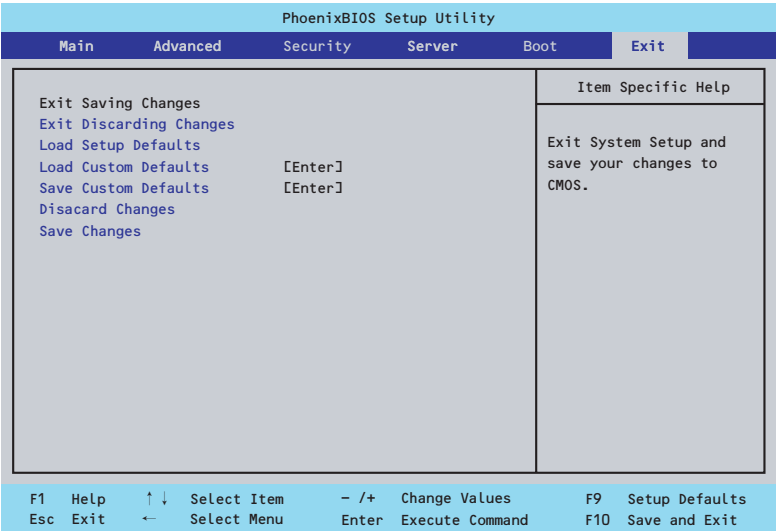 PhoenixBIOS Setup Utility
Main Advanced Security Server Boot Exit
Item Specific Help
Exit Saving Changes
Exit Discarding Changes
Load Setup Defaults
Load Custom Defaults [Enter]
Save Custom Defaults [Enter]
Disacard Changes
Save Changes
Exit System Setup and
save your changes to
CMOS.
F1 Help ↑↓ Select Item - /+ Change Values F9 Setup Defaults
Esc Exit ← Select Menu Enter Execute Command F10 Save and Exit